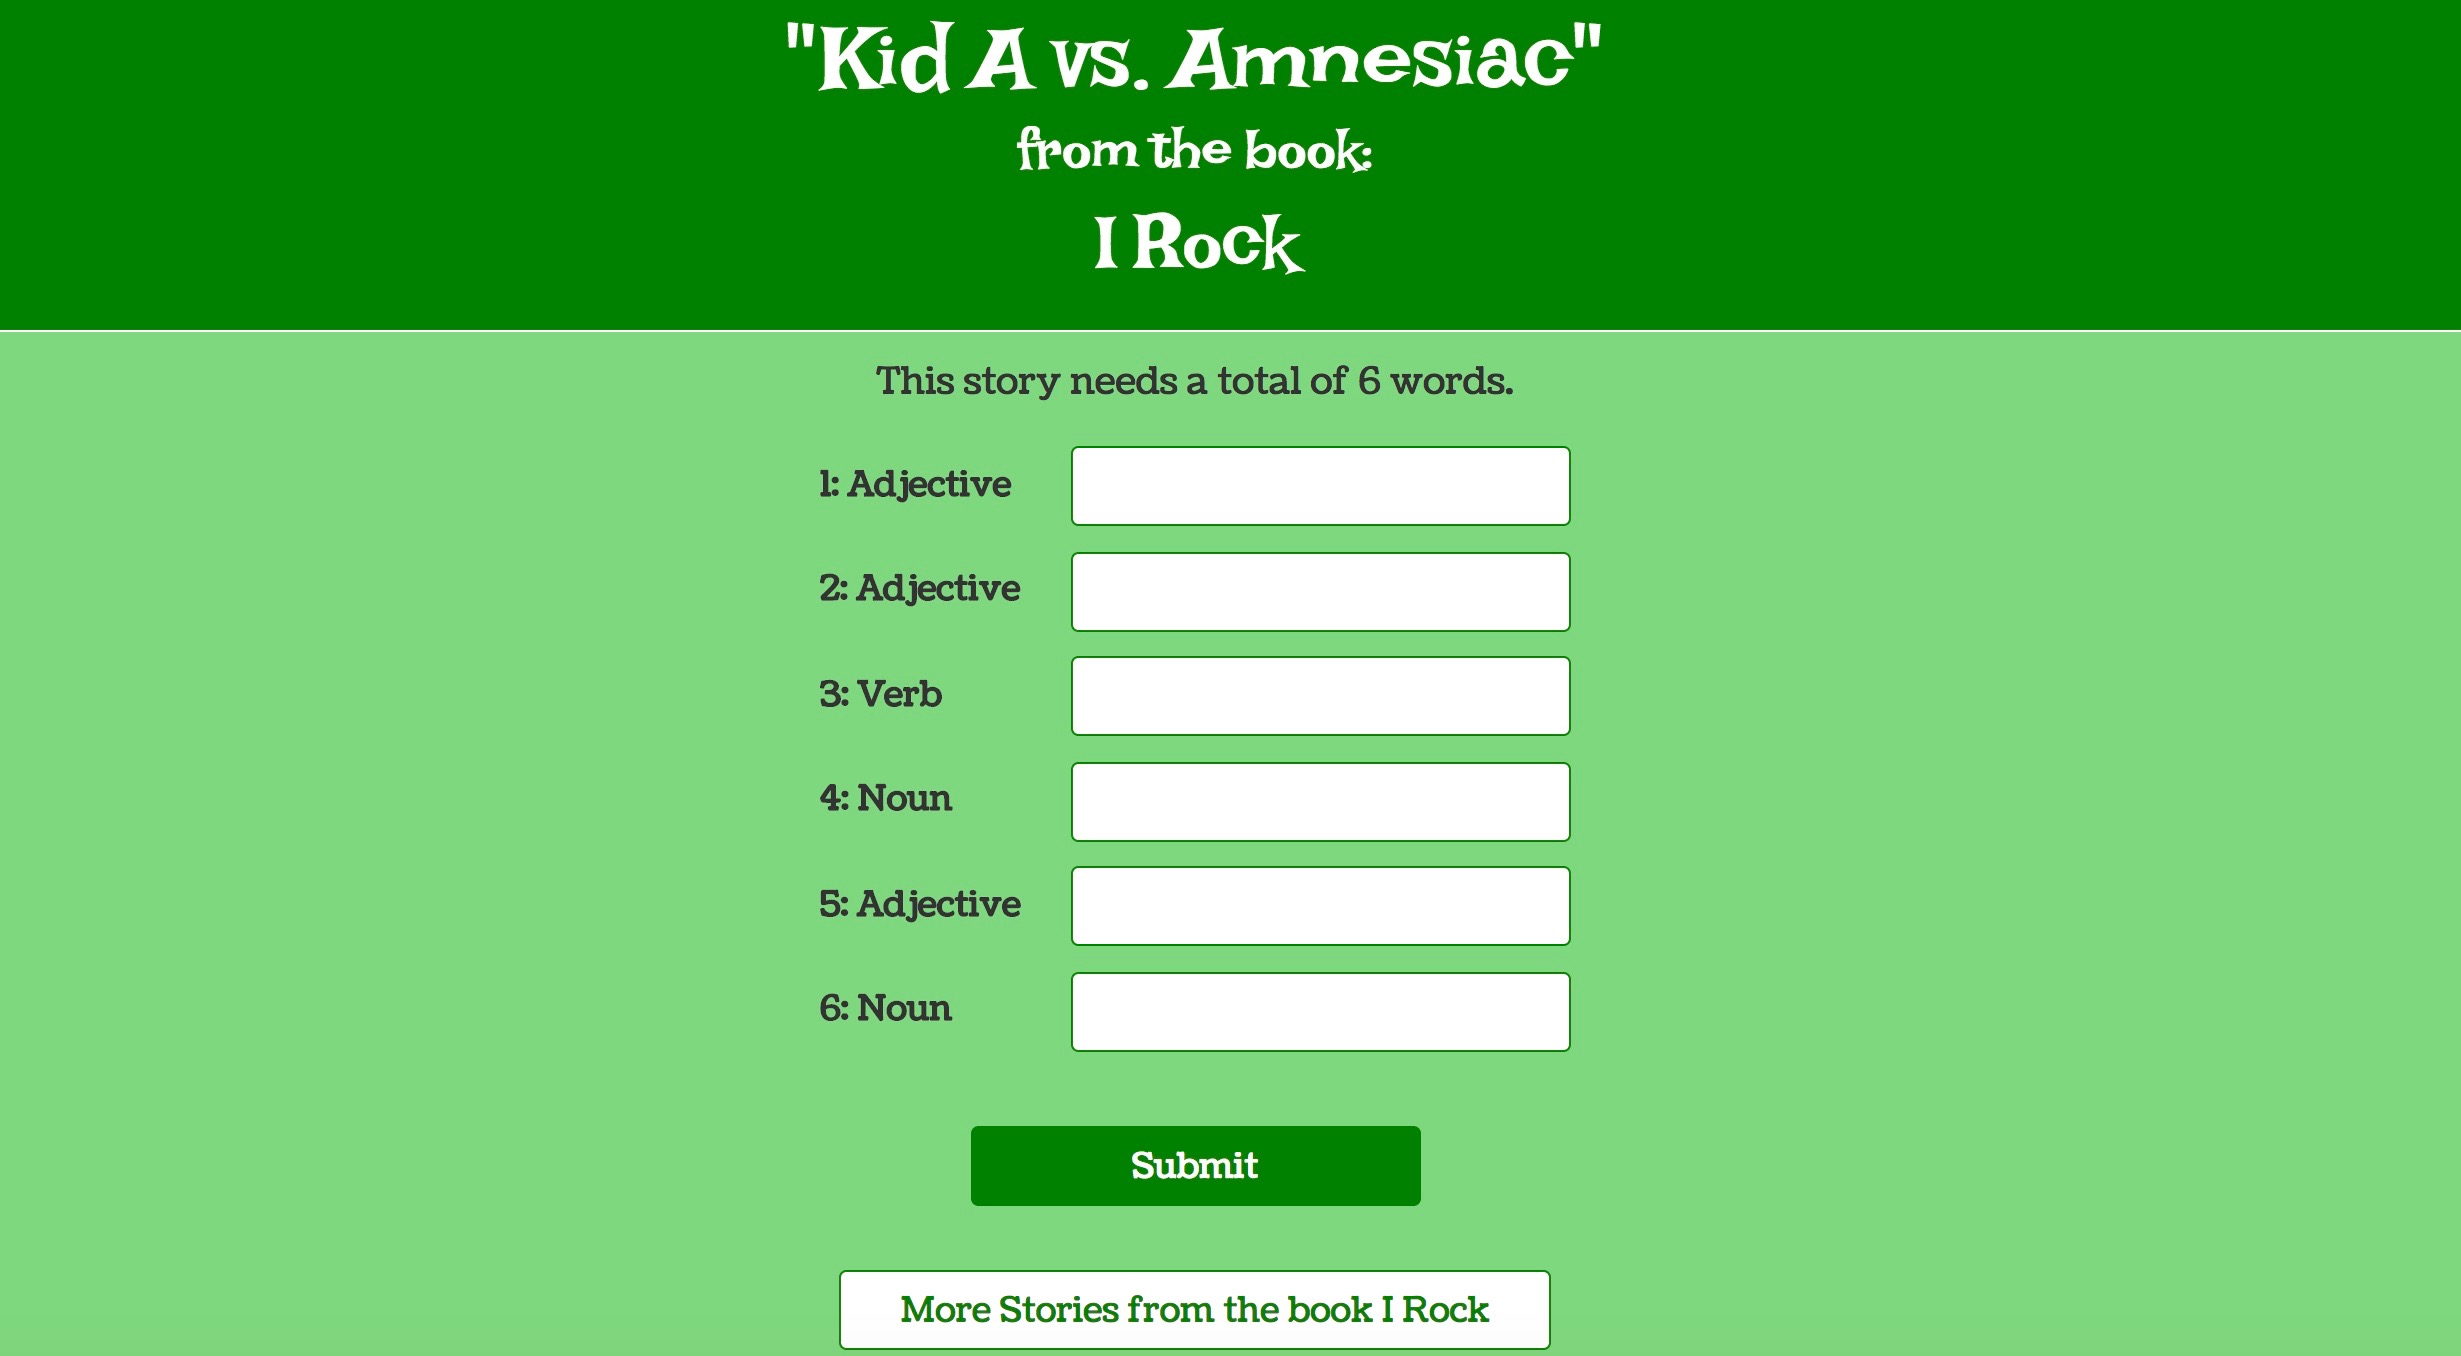 "Kid A vs. Amnesiac"
from the book:
I Rock
This story needs a total of 6 words.
1: Adjective
2: Adjective
3: Verb
4: Noun
5: Adjective
6: Noun
Submit
More Stories from the book I Rock